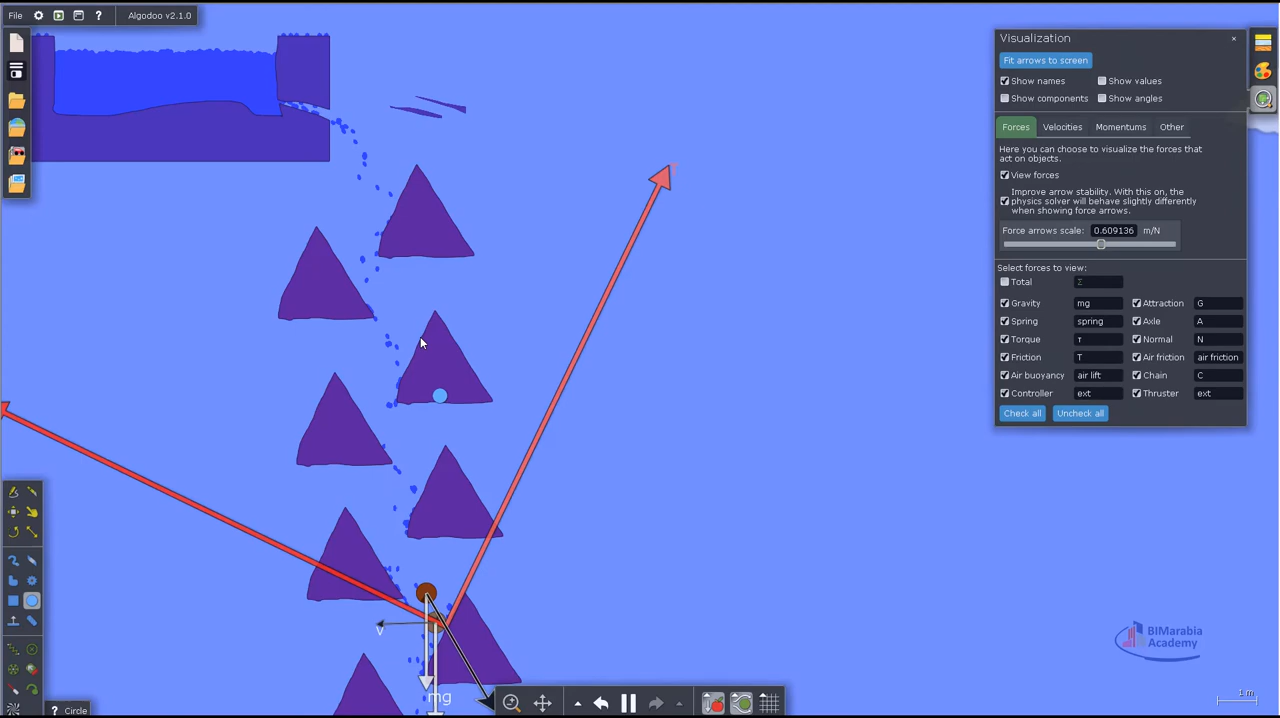 File
?
Algodoo v2.1.0
Visualization
×
Fit arrows to screen
Show names
Show values
Show components
Show angles
Forces
Velocities
Momentums
Other
Here you can choose to visualize the forces that
act on objects.
View forces
Improve arrow stability. With this on, the
physics solver will behave slightly differently
when showing force arrows.
Force arrows scale: 0.609136 m/N
Select forces to view:
Total Σ
Gravity mg Attraction G
Spring spring Axle A
Torque τ Normal N
Friction T Air friction air friction
Air buoyancy air lift Chain C
Controller ext Thruster ext
Check all
Uncheck all
v
mg
BIMarabia
Academy
1 m
Circle